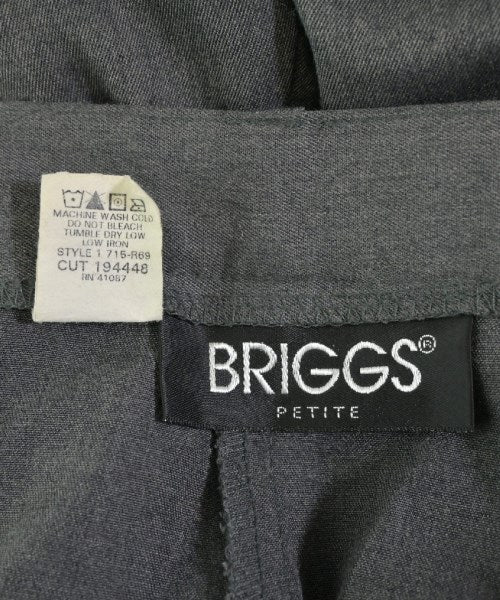 MACHINE WASH COLD
DO NOT BLEACH
TUMBLE DRY LOW
LOW IRON
STYLE 1 715-R69
CUT 194448
RN 41087
BRIGGS®
PETITE